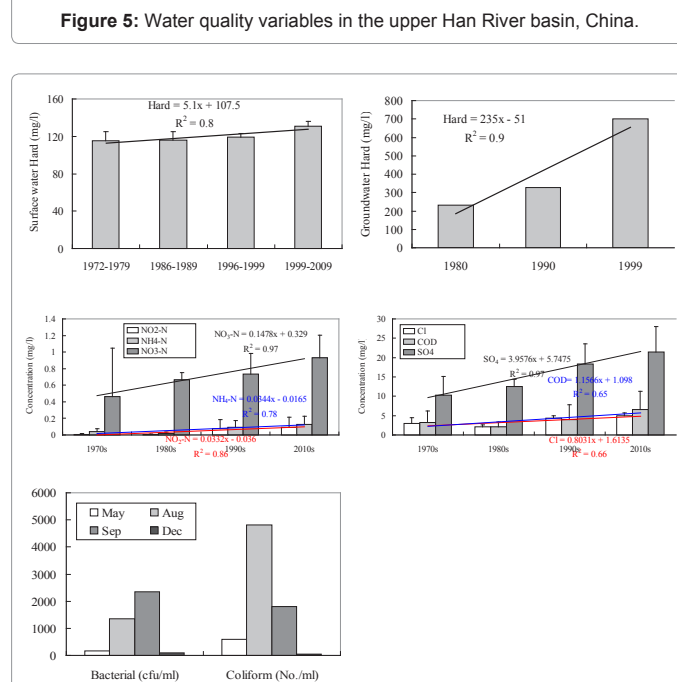 Figure 5: Water quality variables in the upper Han River basin, China.
Surface water Hard (mg/l)
160
120
80
40
0
Hard = 5.1x + 107.5
R² = 0.8
1972-1979 1986-1989 1996-1999 1999-2009
Groundwater Hard (mg/l)
800
700
600
500
400
300
200
100
0
Hard = 235x - 51
R² = 0.9
1980 1990 1999
Concentration (mg/l)
1.4
1.2
1
0.8
0.6
0.4
0.2
0
NO2-N
NH4-N
NO3-N
NO₃-N = 0.1478x + 0.329
R² = 0.97
NH₄-N = 0.0344x - 0.0165
R² = 0.78
1970s 1980s 1990s 2010s
NO₂-N = 0.0332x - 0.036
R² = 0.86
Concentration (mg/l
30
25
20
15
10
5
0
Cl
COD
SO4
SO₄ = 3.9576x + 5.7475
R² = 0.97
COD= 1.1566x + 1.098
R² = 0.65
1970s 1980s 1990s 2010s
Cl = 0.8031x + 1.6135
R² = 0.66
6000
5000
4000
3000
2000
1000
0
May Aug
Sep Dec
Bacterial (cfu/ml) Coliform (No./ml)